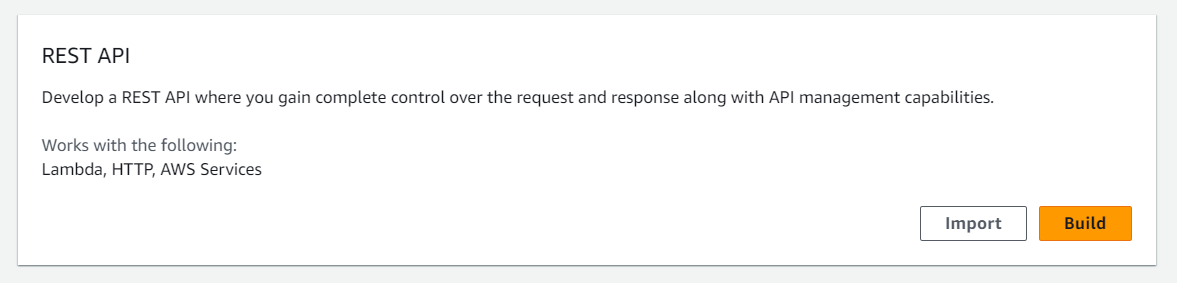 REST API
Develop a REST API where you gain complete control over the request and response along with API management capabilities.
Works with the following:
Lambda, HTTP, AWS Services
Import Build